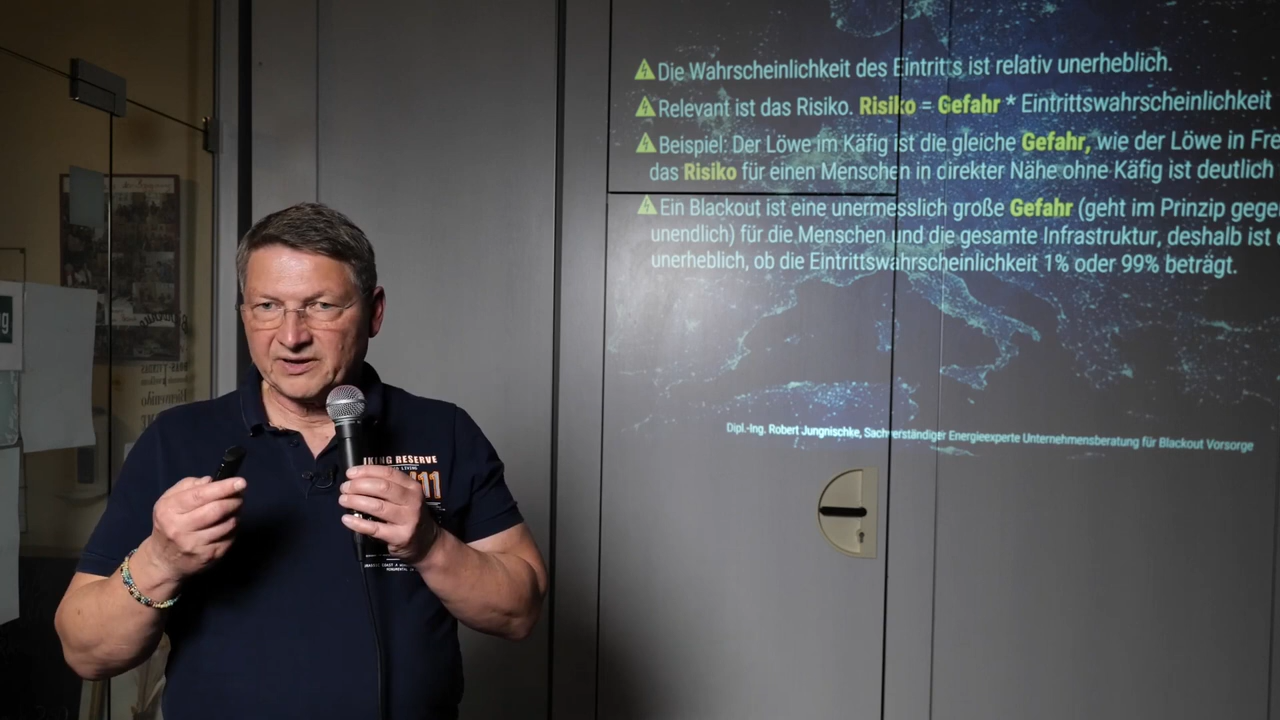 Die Wahrscheinlichkeit des Eintritts ist relativ unerheblich.
Relevant ist das Risiko. Risiko = Gefahr * Eintrittswahrscheinlichkeit
Beispiel: Der Löwe im Käfig ist die gleiche Gefahr, wie der Löwe in Fre
das Risiko für einen Menschen in direkter Nähe ohne Käfig ist deutlich
Ein Blackout ist eine unermesslich große Gefahr (geht im Prinzip gege
unendlich) für die Menschen und die gesamte Infrastruktur, deshalb ist
unerheblich, ob die Eintrittswahrscheinlichkeit 1% oder 99% beträgt.
Dipl.-Ing. Robert Jungnischke, Sachverständiger Energieexperte Unternehmensberatung für Blackout Vorsorge
IKING RESERVE
11